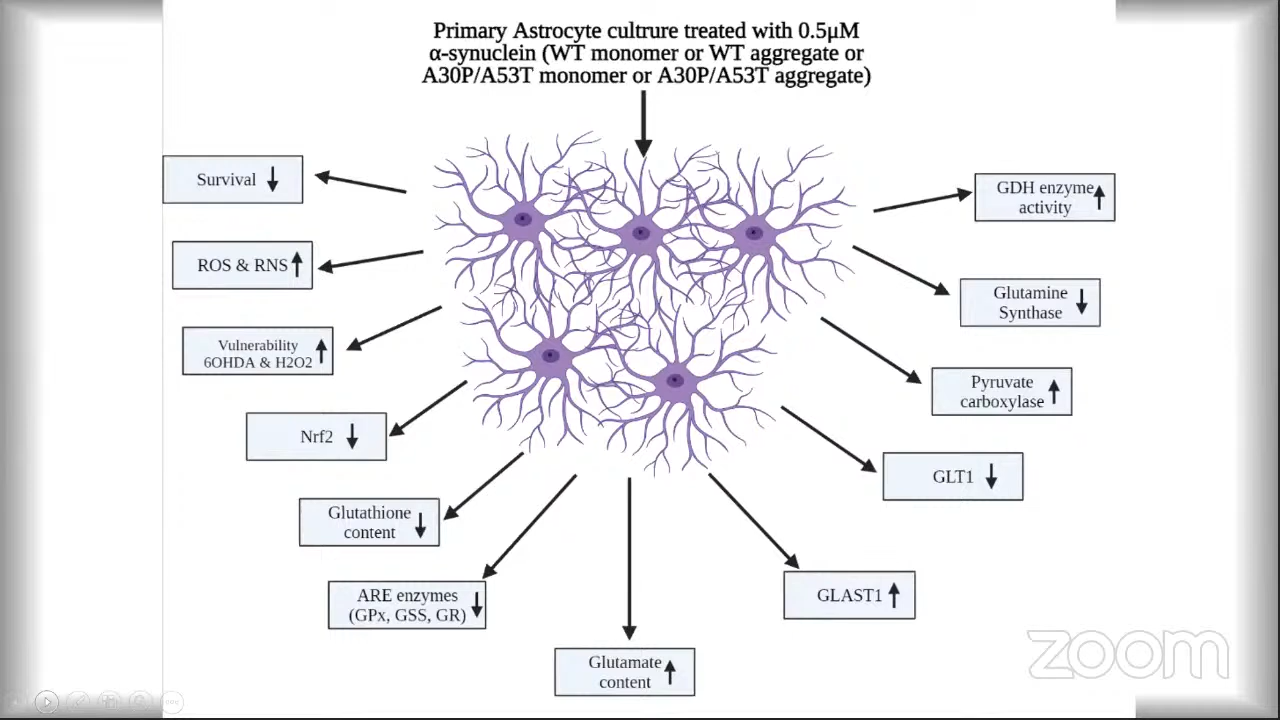 Primary Astrocyte cultrure treated with 0.5μM
α-synuclein (WT monomer or WT aggregate or
A30P/A53T monomer or A30P/A53T aggregate)
Survival
ROS & RNS
Vulnerability
6OHDA & H2O2
Nrf2
Glutathione
content
ARE enzymes
(GPx, GSS, GR)
Glutamate
content
GLAST1
GLT1
Pyruvate
carboxylase
Glutamine
Synthase
GDH enzyme
activity
zoom